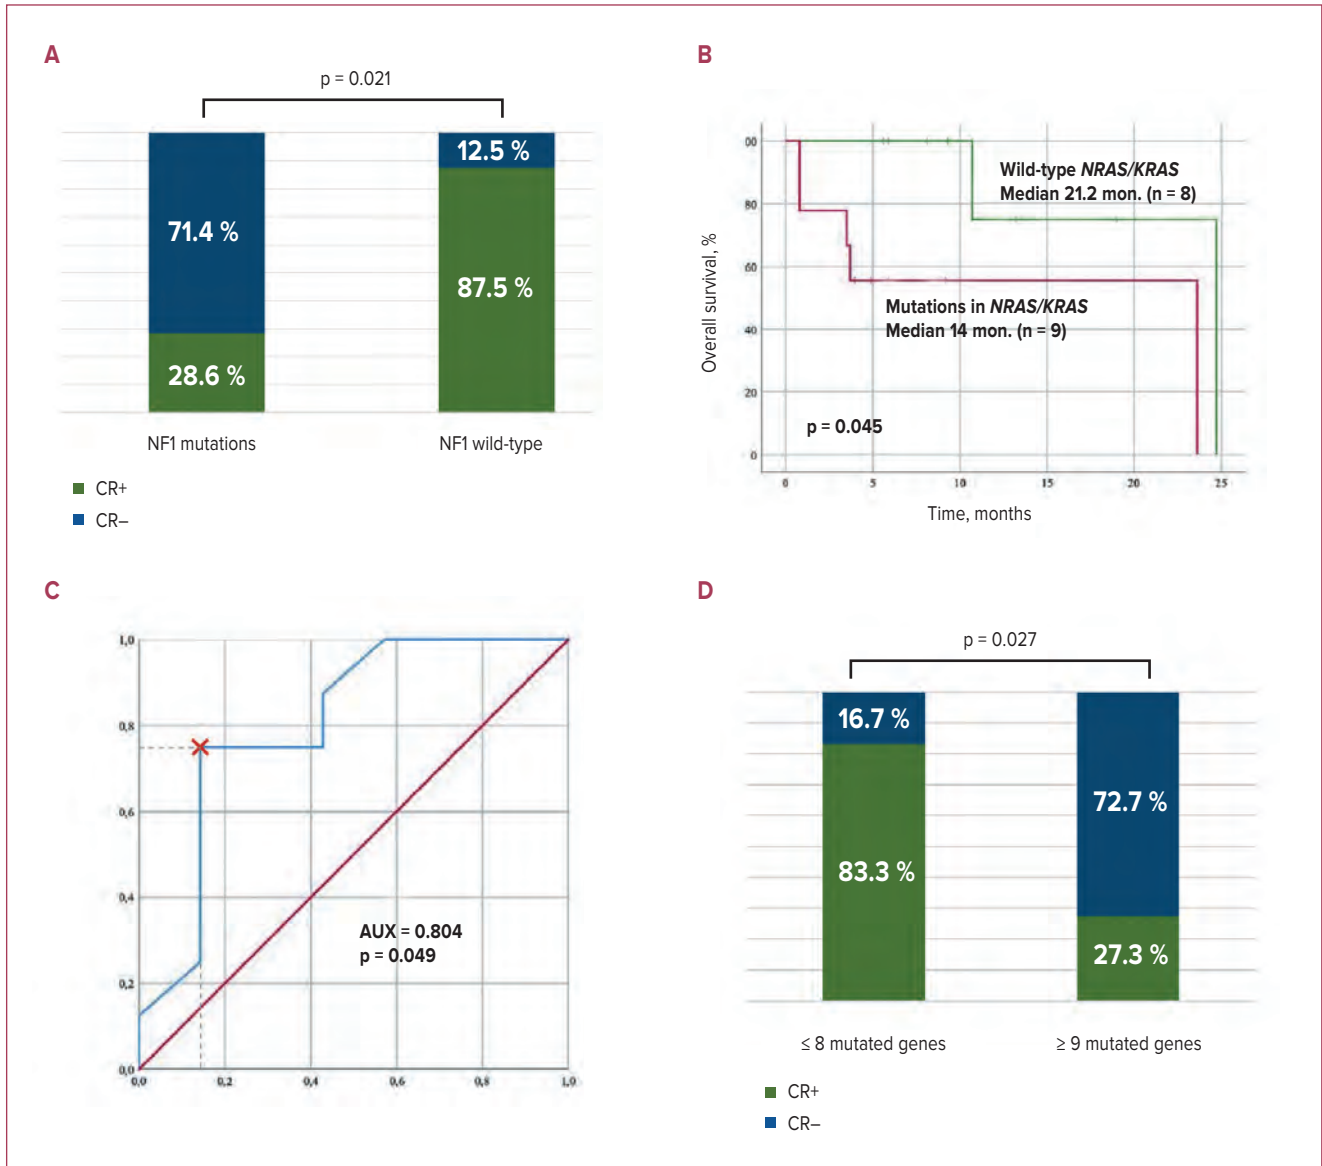 A
p = 0.021
71.4 %
28.6 %
12.5 %
87.5 %
NF1 mutations
NF1 wild-type
CR+
CR–
B
Overall survival, %
00
80
60
40
20
0
Wild-type NRAS/KRAS
Median 21.2 mon. (n = 8)
Mutations in NRAS/KRAS
Median 14 mon. (n = 9)
p = 0.045
0 5 10 15 20 25
Time, months
C
1,0
0,8
0,6
0,4
0,2
0,0
AUX = 0.804
p = 0.049
0,0 0,2 0,4 0,6 0,8 1,0
D
p = 0.027
16.7 %
83.3 %
72.7 %
27.3 %
≤ 8 mutated genes
≥ 9 mutated genes
CR+
CR–